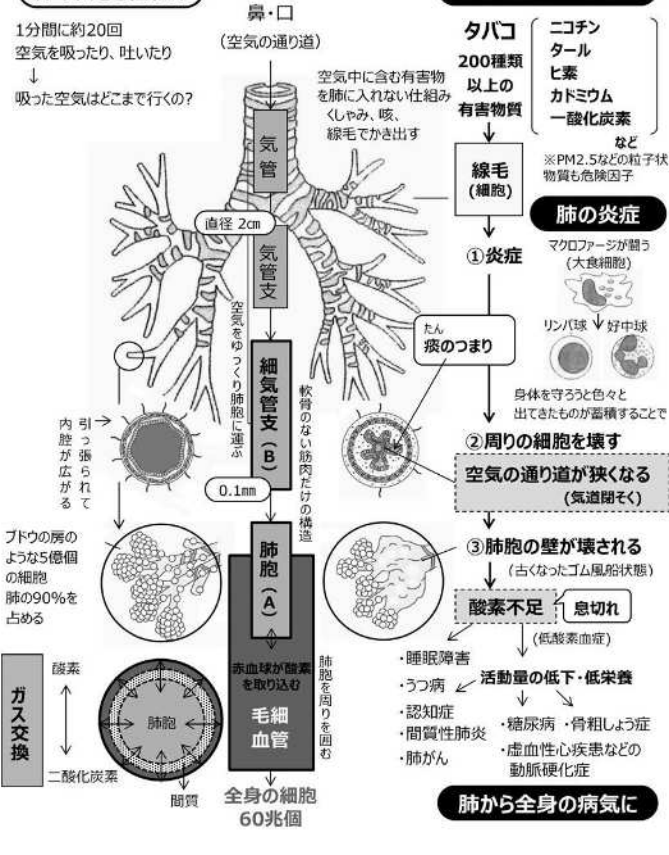 1分間に約20回
空気を吸ったり、吐いたり
↓
吸った空気はどこまで行くの?
鼻・口
(空気の通り道)
空気中に含む有害物
を肺に入れない仕組み
くしゃみ、咳、
線毛でかき出す
気管
直径 2㎝
気管支
空気をゆっくり肺胞に運ぶ
細気管支(B)
軟骨のない筋肉だけの構造
0.1㎜
引っ張られて
内腔が広がる
ブドウの房の
ような5億個
の細胞
肺の90%を
占める
肺胞(A)
赤血球が酸素
を取り込む
毛細
血管
肺胞を周りを囲む
全身の細胞
60兆個
ガス交換
酸素
二酸化炭素
肺胞
間質
タバコ
200種類
以上の
有害物質
ニコチン
タール
ヒ素
カドミウム
一酸化炭素
など
※PM2.5などの粒子状
物質も危険因子
線毛
(細胞)
肺の炎症
①炎症
マクロファージが闘う
(大食細胞)
リンパ球
好中球
たん
痰のつまり
身体を守ろうと色々と
出てきたものが蓄積することで
②周りの細胞を壊す
空気の通り道が狭くなる
(気道閉そく)
③肺胞の壁が壊される
(古くなったゴム風船状態)
酸素不足
息切れ
(低酸素血症)
・睡眠障害
・うつ病
・認知症
・間質性肺炎
・肺がん
活動量の低下・低栄養
・糖尿病
・骨粗しょう症
・虚血性心疾患などの
動脈硬化症
肺から全身の病気に